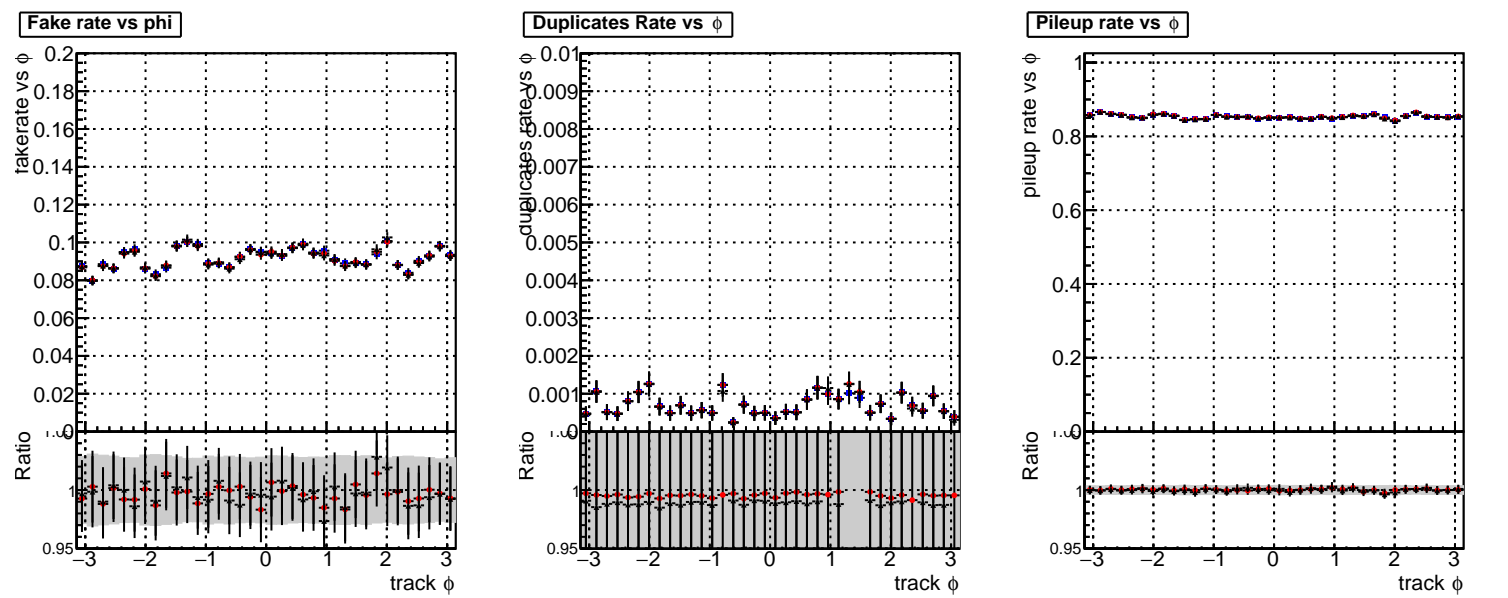 Fake rate vs phi
fakerate vs ϕ
0.2
0.18
0.16
0.14
0.12
0.1
0.08
0.06
0.04
0.02
0
Ratio
1
0.95
−3 −2 −1 0 1 2 3
track ϕ
Duplicates Rate vs ϕ
duplicates rate vs ϕ
0.01
0.009
0.008
0.007
0.006
0.005
0.004
0.003
0.002
0.001
0
Ratio
1
0.95
−3 −2 −1 0 1 2 3
track ϕ
Pileup rate vs ϕ
pileup rate vs ϕ
1
0.8
0.6
0.4
0.2
0
Ratio
1
0.95
−3 −2 −1 0 1 2 3
track ϕ